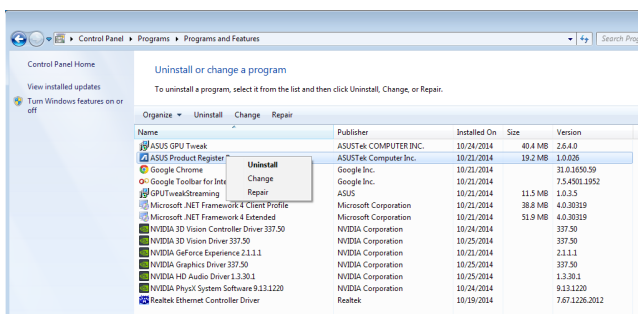 Control Panel ▸ Programs ▸ Programs and Features
Search Prog
Control Panel Home
View installed updates
Turn Windows features on or
off
Uninstall or change a program
To uninstall a program, select it from the list and then click Uninstall, Change, or Repair.
Organize Uninstall Change Repair
Name Publisher Installed On Size Version
ASUS GPU Tweak ASUSTek COMPUTER INC. 10/24/2014 40.4 MB 2.6.4.0
ASUS Product Register ASUSTek Computer Inc. 10/21/2014 19.2 MB 1.0.026
Google Chrome Google Inc. 10/21/2014 31.0.1650.59
Google Toolbar for Inte Google Inc. 10/21/2014 7.5.4501.1952
GPUTweakStreaming ASUS 10/21/2014 11.5 MB 1.0.3.5
Microsoft .NET Framework 4 Client Profile Microsoft Corporation 10/21/2014 38.8 MB 4.0.30319
Microsoft .NET Framework 4 Extended Microsoft Corporation 10/21/2014 51.9 MB 4.0.30319
NVIDIA 3D Vision Controller Driver 337.50 NVIDIA Corporation 10/24/2014 337.50
NVIDIA 3D Vision Driver 337.50 NVIDIA Corporation 10/25/2014 337.50
NVIDIA GeForce Experience 2.1.1.1 NVIDIA Corporation 10/21/2014 2.1.1.1
NVIDIA Graphics Driver 337.50 NVIDIA Corporation 10/25/2014 337.50
NVIDIA HD Audio Driver 1.3.30.1 NVIDIA Corporation 10/25/2014 1.3.30.1
NVIDIA PhysX System Software 9.13.1220 NVIDIA Corporation 10/24/2014 9.13.1220
Realtek Ethernet Controller Driver Realtek 10/19/2014 7.67.1226.2012
Uninstall
Change
Repair